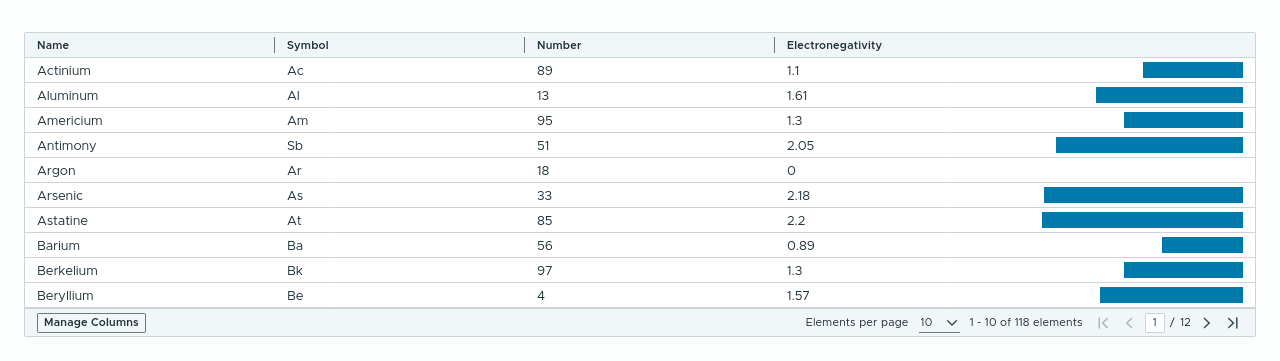 Name Symbol Number Electronegativity
Actinium Ac 89 1.1
Aluminum Al 13 1.61
Americium Am 95 1.3
Antimony Sb 51 2.05
Argon Ar 18 0
Arsenic As 33 2.18
Astatine At 85 2.2
Barium Ba 56 0.89
Berkelium Bk 97 1.3
Beryllium Be 4 1.57
Manage Columns Elements per page 10 1 - 10 of 118 elements 1 / 12